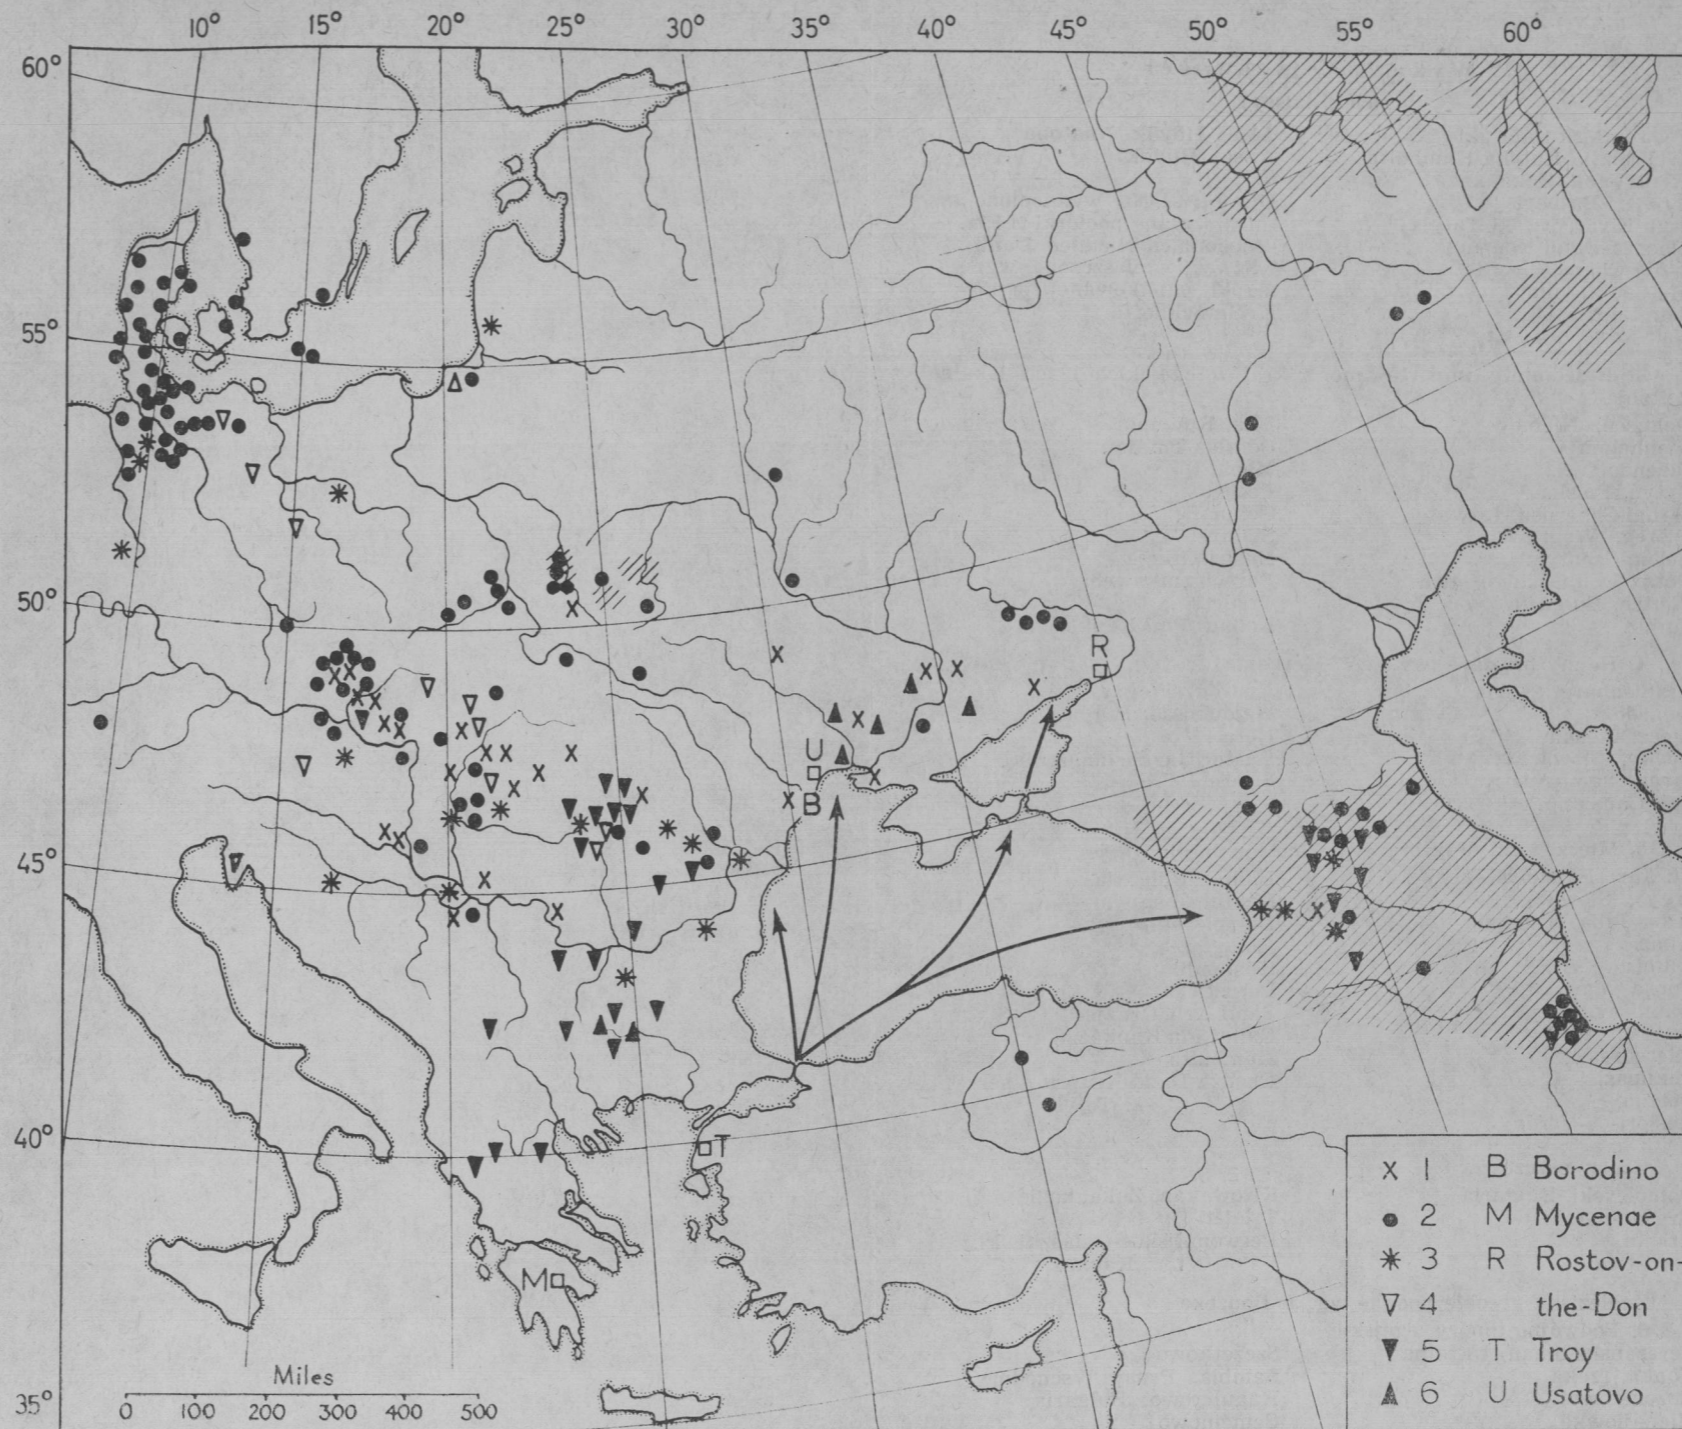 10° 15° 20° 25° 30° 35° 40° 45° 50° 55° 60°
60°
55°
50°
R
U
B
45°
40°
T
M
Miles
0 100 200 300 400 500
35°
x 1 B Borodino
● 2 M Mycenae
✳ 3 R Rostov-on-
▽ 4 the-Don
▼ 5 T Troy
▲ 6 U Usatovo